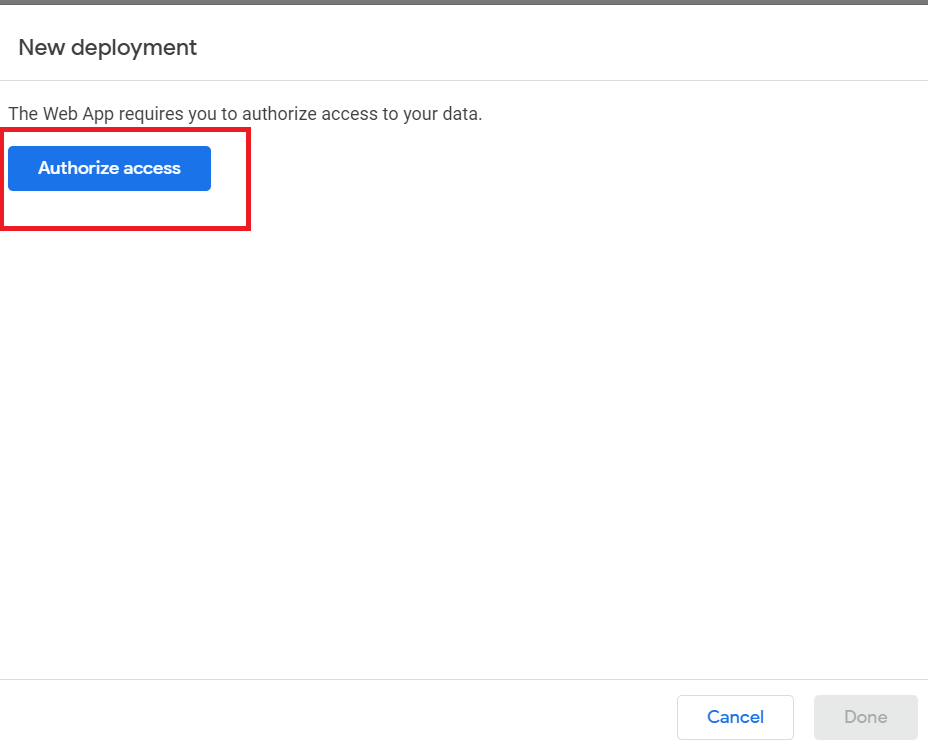 New deployment
The Web App requires you to authorize access to your data.
Authorize access
Cancel
Done